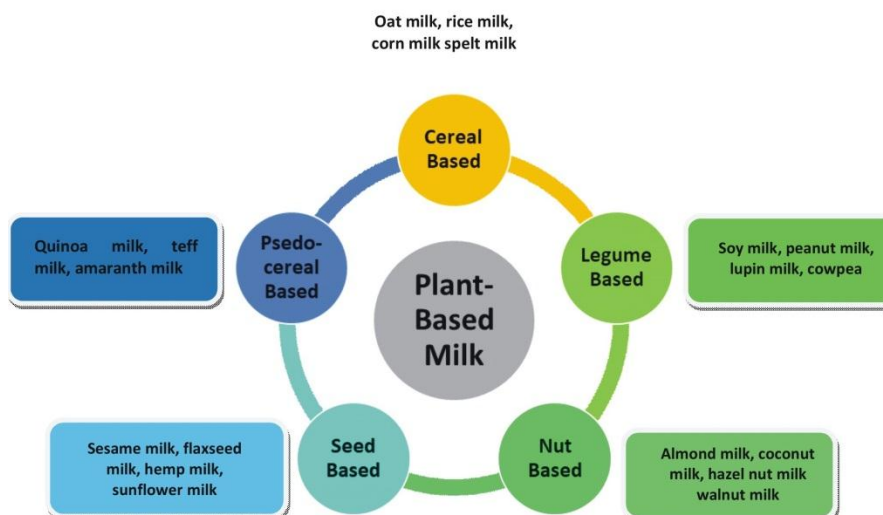 Oat milk, rice milk,
corn milk spelt milk
Cereal
Based
Quinoa milk, teff
milk, amaranth milk
Psedo-
cereal
Based
Legume
Based
Soy milk, peanut milk,
lupin milk, cowpea
Plant-
Based
Milk
Sesame milk, flaxseed
milk, hemp milk,
sunflower milk
Seed
Based
Nut
Based
Almond milk, coconut
milk, hazel nut milk
walnut milk